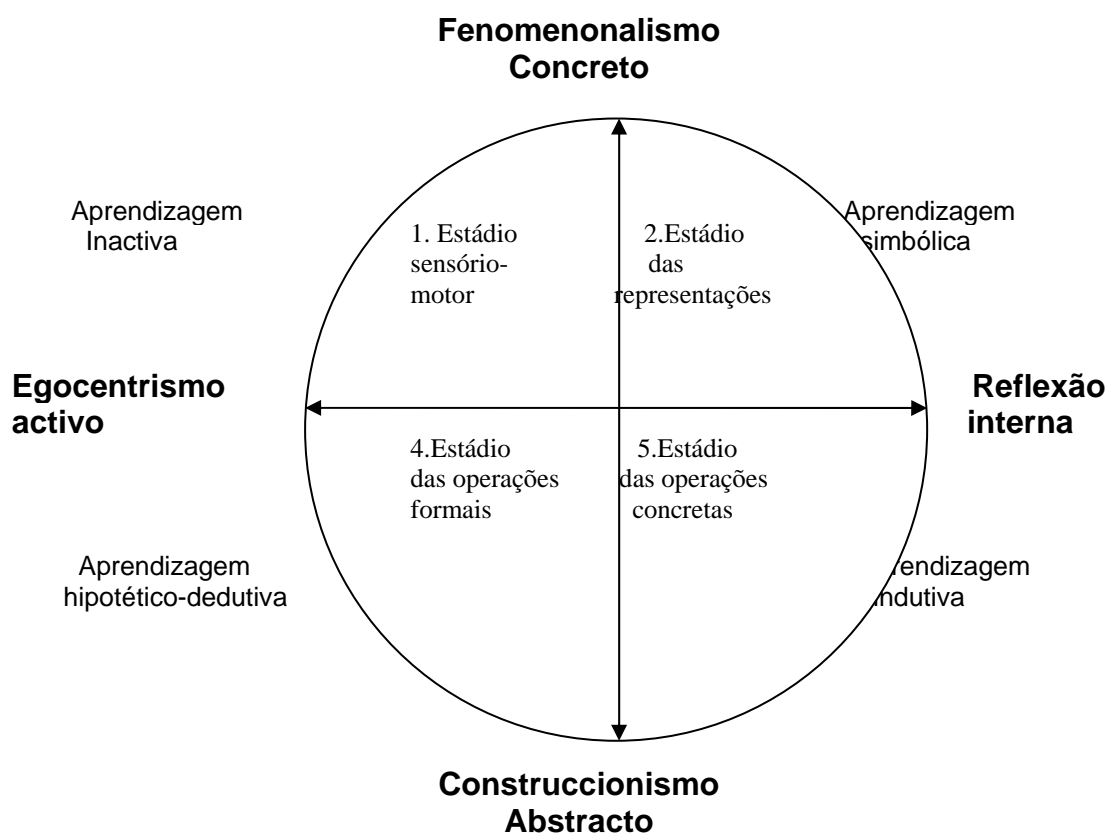 Fenomenonalismo
Concreto
Aprendizagem
Inactiva
1. Estádio
sensório-
motor
2.Estádio
das
representações
Aprendizagem
simbólica
Egocentrismo
activo
Reflexão
interna
4.Estádio
das operações
formais
5.Estádio
das operações
concretas
Aprendizagem
hipotético-dedutiva
rendizagem
indutiva
Construccionismo
Abstracto